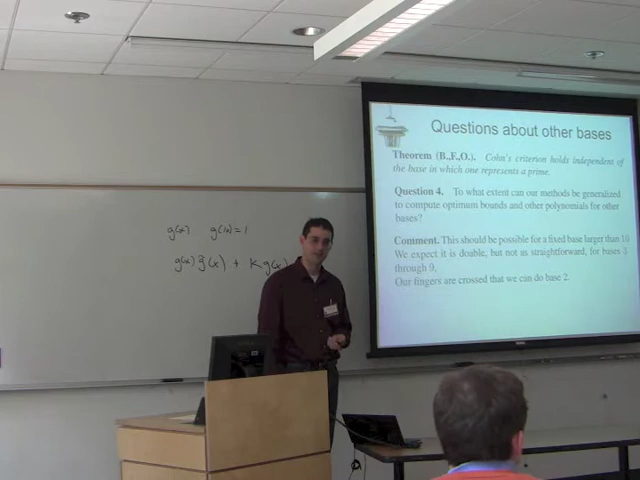 Questions about other bases
Theorem (B.,F.,O.). Cohn's criterion holds independent of
the base in which one represents a prime.
Question 4. To what extent can our methods be generalized
to compute optimum bounds and other polynomials for other
bases?
Comment. This should be possible for a fixed base larger than 10.
We expect it is doable, but not as straightforward, for bases 3
through 9.
Our fingers are crossed that we can do base 2.
g(x) g(10) = 1
g(x) g̃(x) + K g(x)